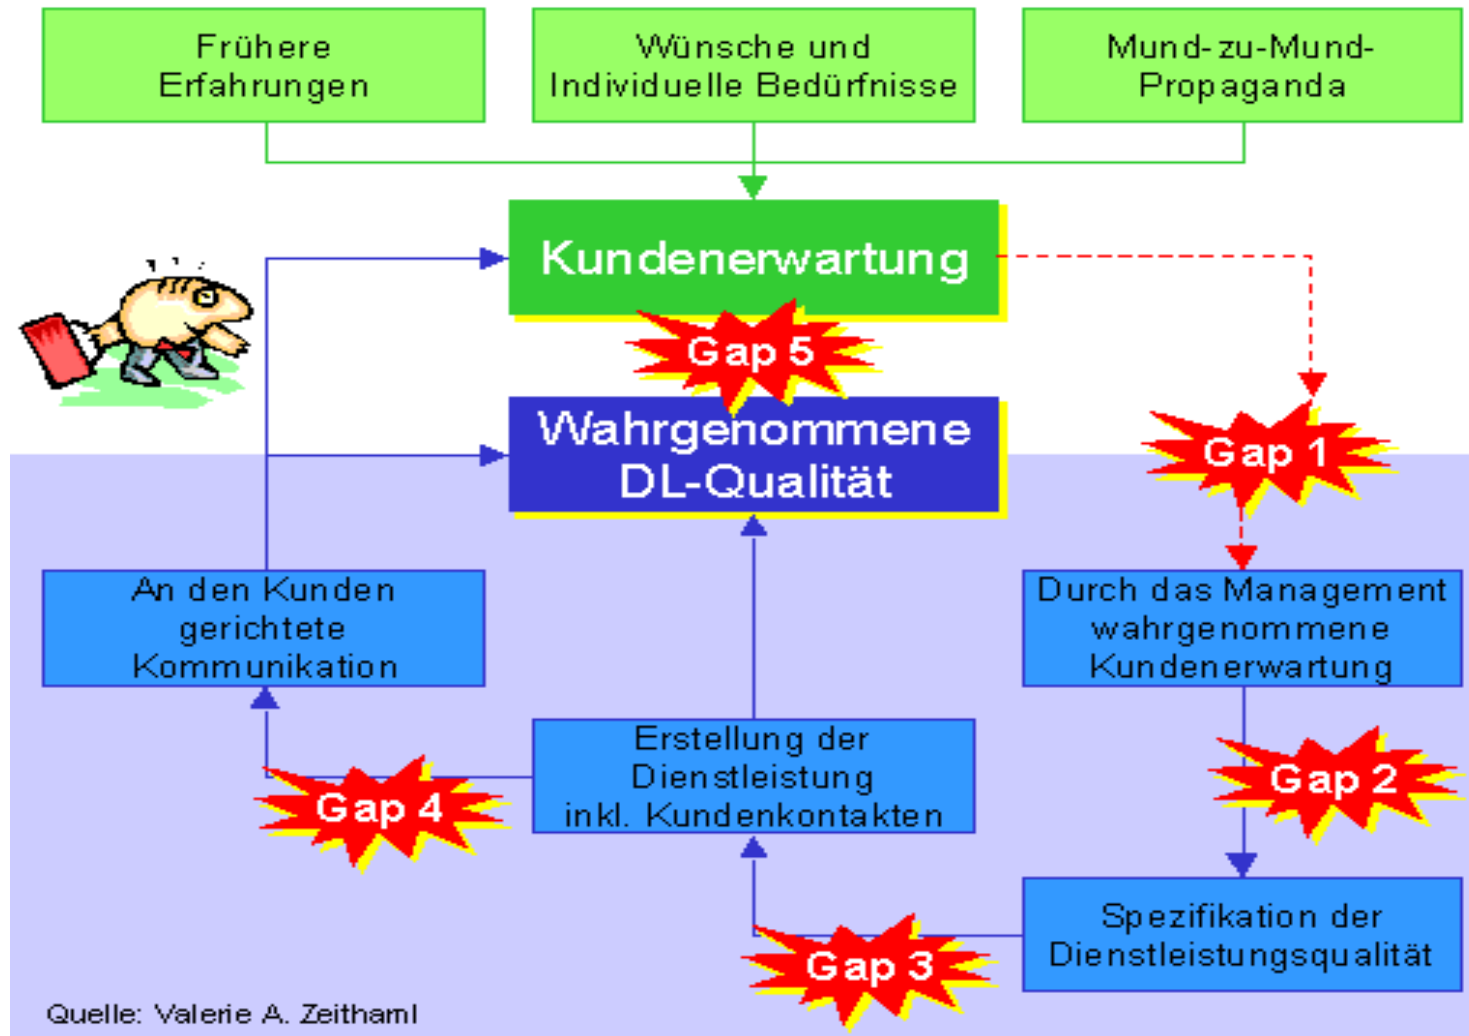 Frühere
Erfahrungen
Wünsche und
Individuelle Bedürfnisse
Mund-zu-Mund-
Propaganda
Kundenerwartung
Gap 5
Wahrgenommene
DL-Qualität
Gap 1
An den Kunden
gerichtete
Kommunikation
Durch das Management
wahrgenommene
Kundenerwartung
Erstellung der
Dienstleistung
inkl. Kundenkontakten
Gap 2
Gap 4
Spezifikation der
Dienstleistungsqualität
Gap 3
Quelle: Valerie A. Zeithaml